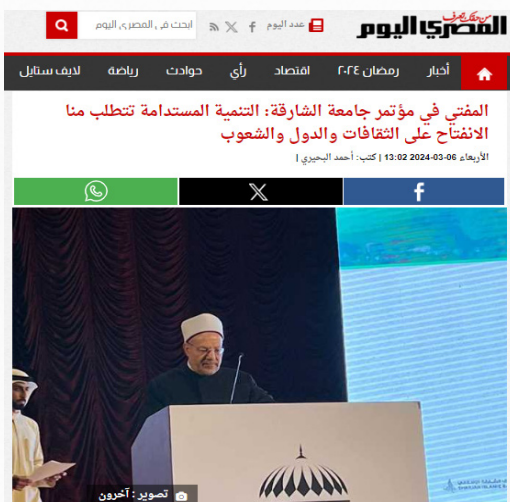 من حقك تعرف
المصري اليوم
عدد اليوم
ابحث في المصري اليوم
أخبار
رمضان ٢٠٢٤
اقتصاد
رأي
حوادث
رياضة
لايف ستايل
المفتي في مؤتمر جامعة الشارقة: التنمية المستدامة تتطلب منا
الانفتاح على الثقافات والدول والشعوب
الأربعاء 06-03-2024 13:02 | كتب: أحمد البحيري |
تصوير : آخرون